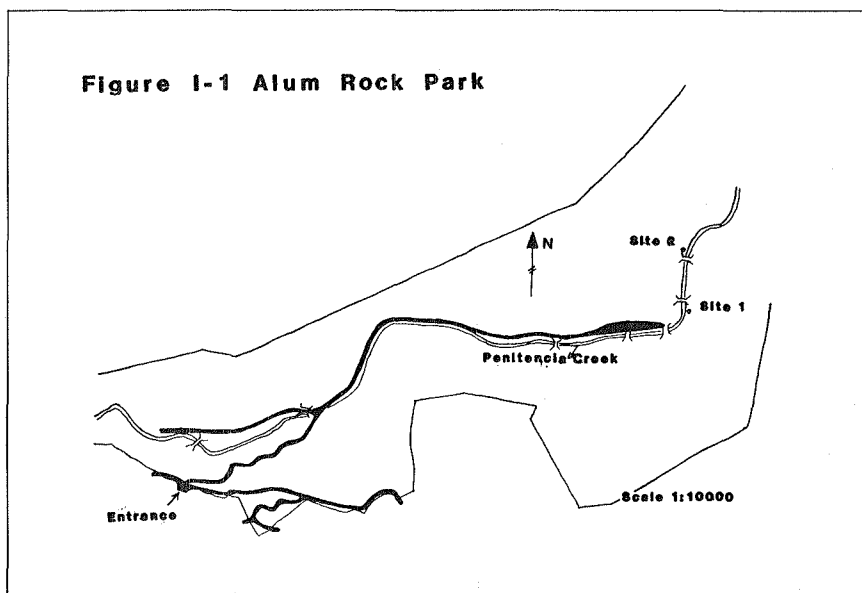 Figure I-1 Alum Rock Park
N
Site 2
Site 1
Penitencia Creek
Scale 1:10000
Entrance